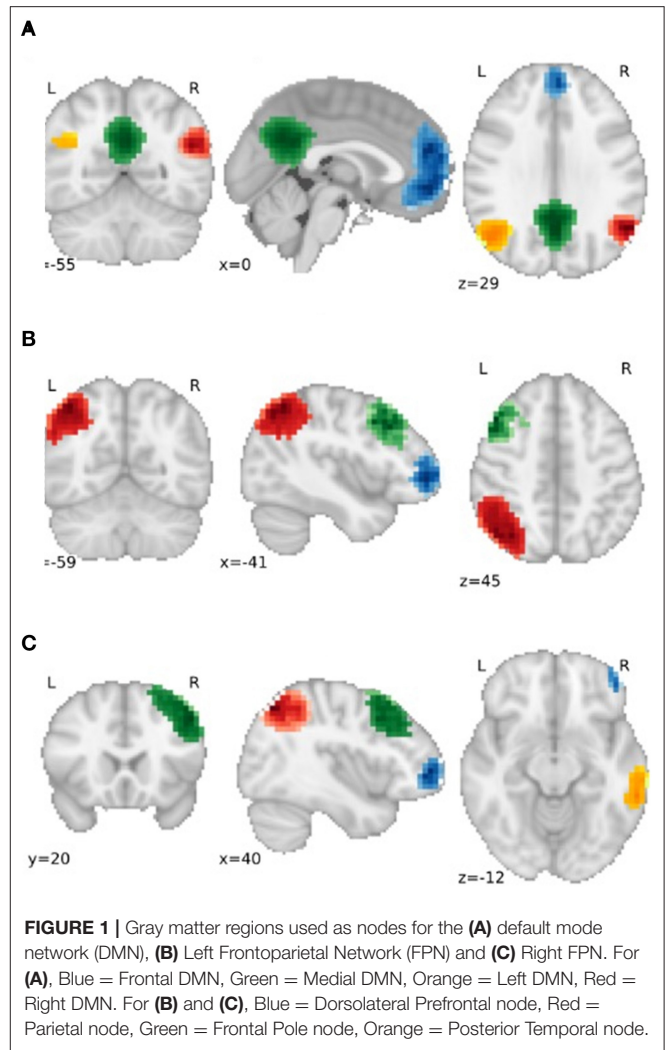 A
L
R
:-55
x=0
L
R
z=29
B
L
R
:-59
x=-41
L
R
z=45
C
L
R
y=20
x=40
L
R
z=-12
FIGURE 1 | Gray matter regions used as nodes for the (A) default mode
network (DMN), (B) Left Frontoparietal Network (FPN) and (C) Right FPN. For
(A), Blue = Frontal DMN, Green = Medial DMN, Orange = Left DMN, Red =
Right DMN. For (B) and (C), Blue = Dorsolateral Prefrontal node, Red =
Parietal node, Green = Frontal Pole node, Orange = Posterior Temporal node.